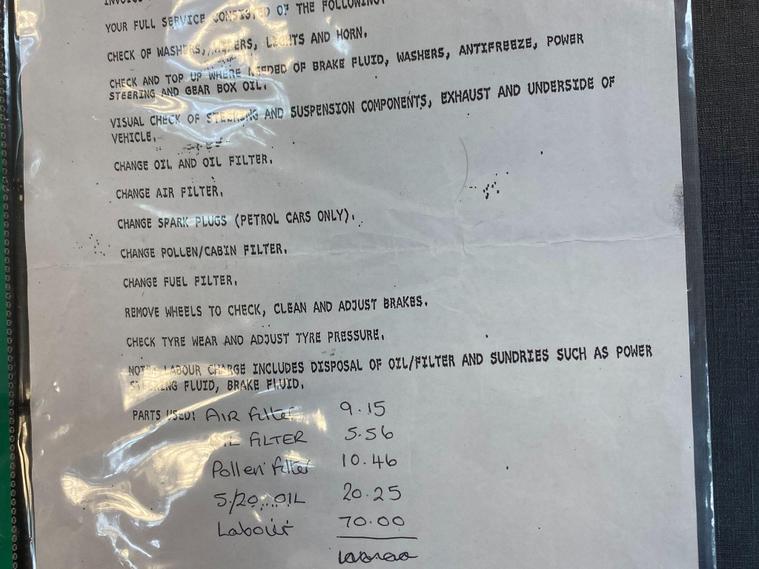 YOUR FULL SERVICE CONSISTED OF THE FOLLOWING
CHECK OF WASHERS, WIPERS, LIGHTS AND HORN.
CHECK AND TOP UP WHERE NEEDED OF BRAKE FLUID, WASHERS, ANTIFREEZE, POWER
STEERING AND GEAR BOX OIL.
VISUAL CHECK OF STEERING AND SUSPENSION COMPONENTS, EXHAUST AND UNDERSIDE OF
VEHICLE.
CHANGE OIL AND OIL FILTER.
CHANGE AIR FILTER.
CHANGE SPARK PLUGS (PETROL CARS ONLY).
CHANGE POLLEN/CABIN FILTER.
CHANGE FUEL FILTER.
REMOVE WHEELS TO CHECK, CLEAN AND ADJUST BRAKES.
CHECK TYRE WEAR AND ADJUST TYRE PRESSURE.
NOTE: LABOUR CHARGE INCLUDES DISPOSAL OF OIL/FILTER AND SUNDRIES SUCH AS POWER
STEERING FLUID, BRAKE FLUID.
PARTS USED: AIR Filter 9.15
OIL FILTER 5.56
Pollen Filter 10.46
5/20 OIL 20.25
Labour 70.00